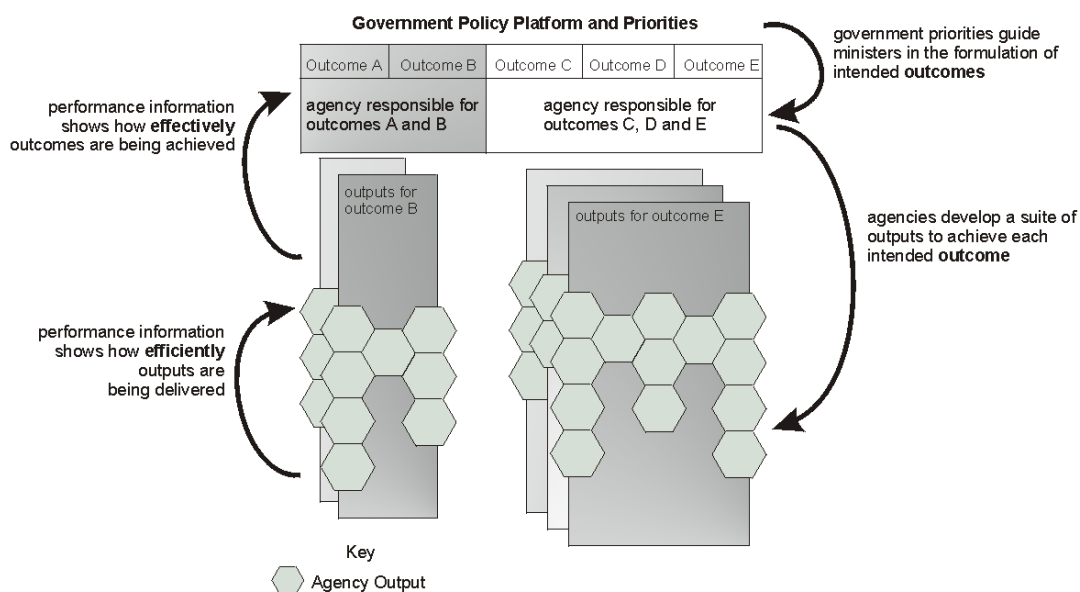 Government Policy Platform and Priorities
Outcome A
Outcome B
Outcome C
Outcome D
Outcome E
agency responsible for
outcomes A and B
agency responsible for
outcomes C, D and E
government priorities guide
ministers in the formulation of
intended outcomes
performance information
shows how effectively
outcomes are being achieved
outputs for
outcome B
outputs for outcome E
agencies develop a suite of
outputs to achieve each
intended outcome
performance information
shows how efficiently
outputs are
being delivered
Key
Agency Output